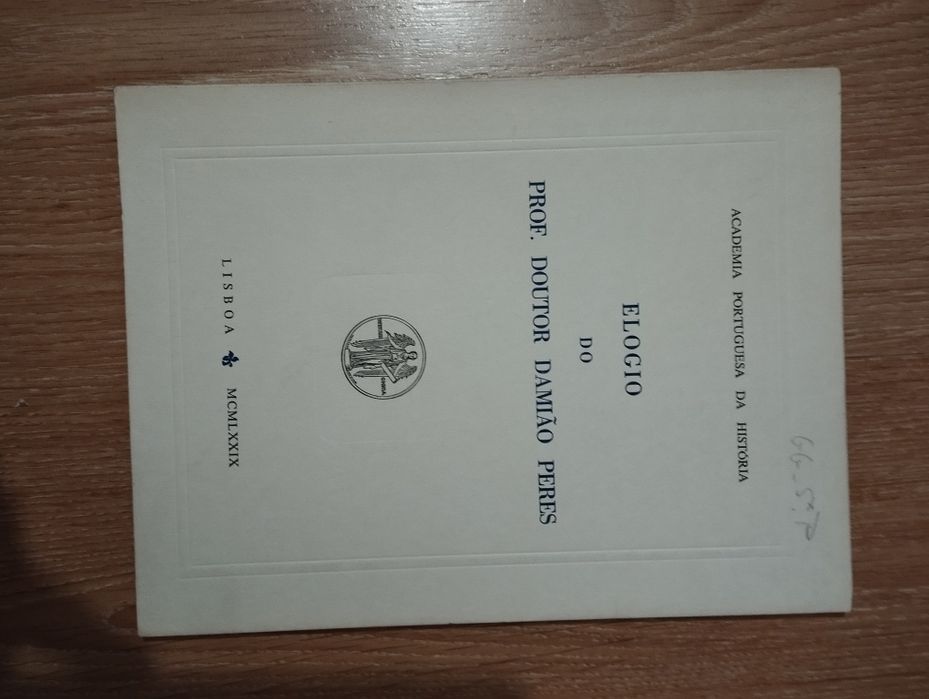 ACADEMIA PORTUGUESA DA HISTÓRIA
ELOGIO
DO
PROF. DOUTOR DAMIÃO PERES
LISBOA MCMLXXIX